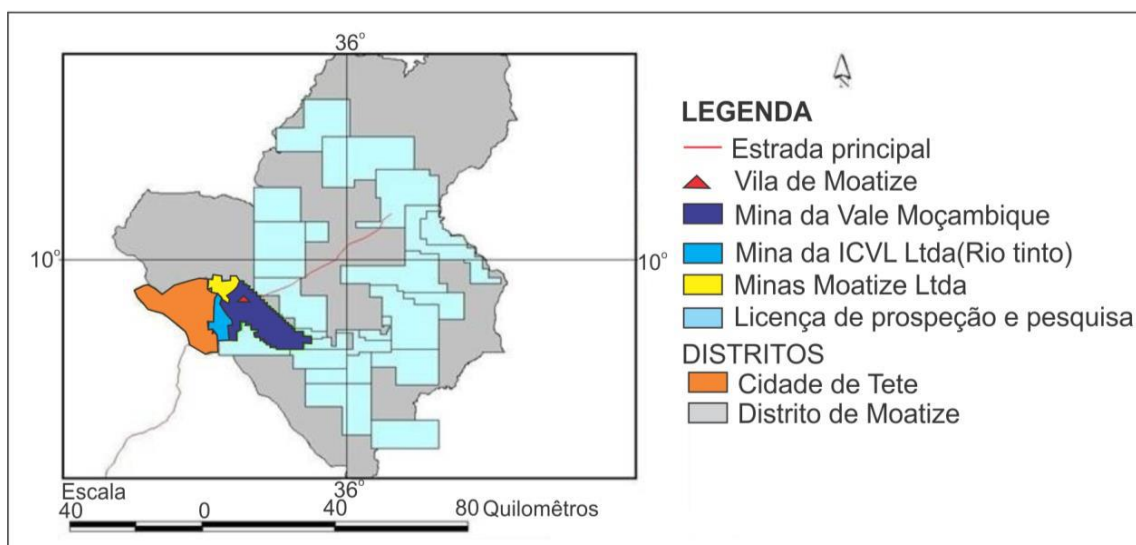 36°
10°
10°
36°
Escala
40
0
40
80 Quilomêtros
LEGENDA
Estrada principal
Vila de Moatize
Mina da Vale Moçambique
Mina da ICVL Ltda(Rio tinto)
Minas Moatize Ltda
Licença de prospeção e pesquisa
DISTRITOS
Cidade de Tete
Distrito de Moatize